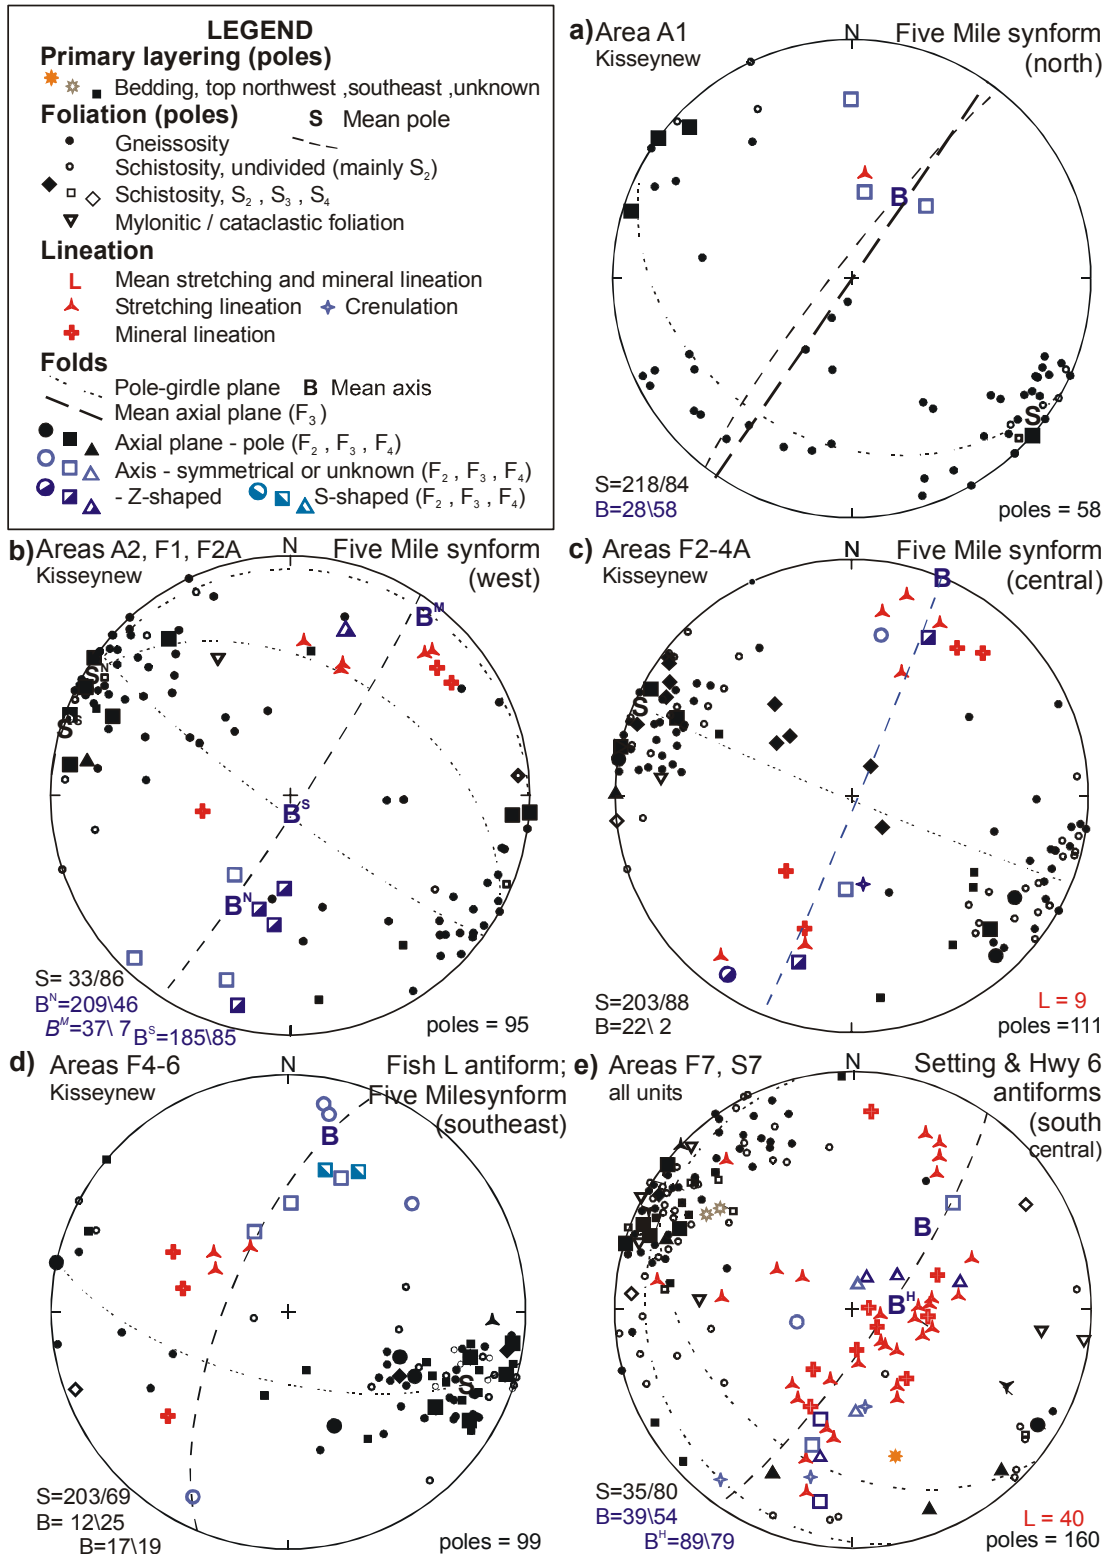 LEGEND
Primary layering (poles)
Bedding, top northwest ,southeast ,unknown
Foliation (poles) S Mean pole
Gneissosity
Schistosity, undivided (mainly S2)
Schistosity, S2 , S3 , S4
Mylonitic / cataclastic foliation
Lineation
L Mean stretching and mineral lineation
Stretching lineation Crenulation
Mineral lineation
Folds
Pole-girdle plane B Mean axis
Mean axial plane (F3)
Axial plane - pole (F2 , F3 , F4)
Axis - symmetrical or unknown (F2 , F3 , F4)
- Z-shaped S-shaped (F2 , F3 , F4)
a) Area A1 N Five Mile synform
Kisseynew (north)
B
S
S=218/84
B=28\58 poles = 58
b) Areas A2, F1, F2A N Five Mile synform
Kisseynew (west)
BM
SN
SS
BS
BN
S= 33/86
BN=209\46
BM=37\ 7 BS=185\85 poles = 95
c) Areas F2-4A N Five Mile synform
Kisseynew (central)
B
S
S=203/88 L = 9
B=22\ 2 poles =111
d) Areas F4-6 N Fish L antiform;
Kisseynew Five Milesynform
(southeast)
B
S
S=203/69
B= 12\25
B=17\19 poles = 99
e) Areas F7, S7 N Setting & Hwy 6
all units antiforms
(south
central)
B
BH
S=35/80
B=39\54 L = 40
BH=89\79 poles = 160